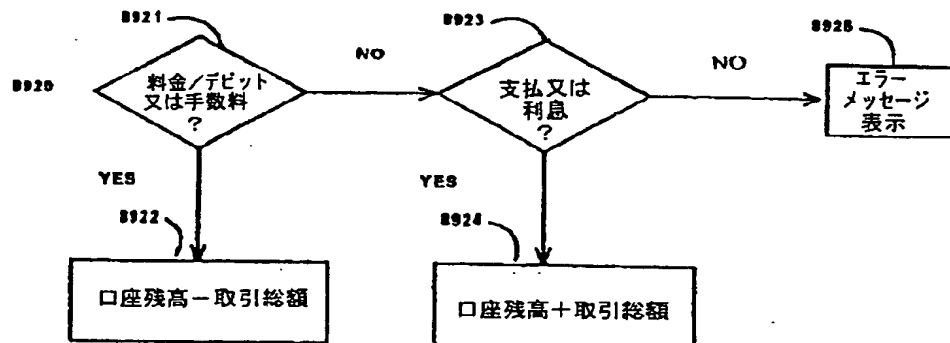 8921
8920
料金/デビット
又は手数料
?
NO
YES
8922
口座残高－取引総額
8923
支払又は
利息
?
NO
YES
8924
口座残高＋取引総額
8925
エラー
メッセージ
表示